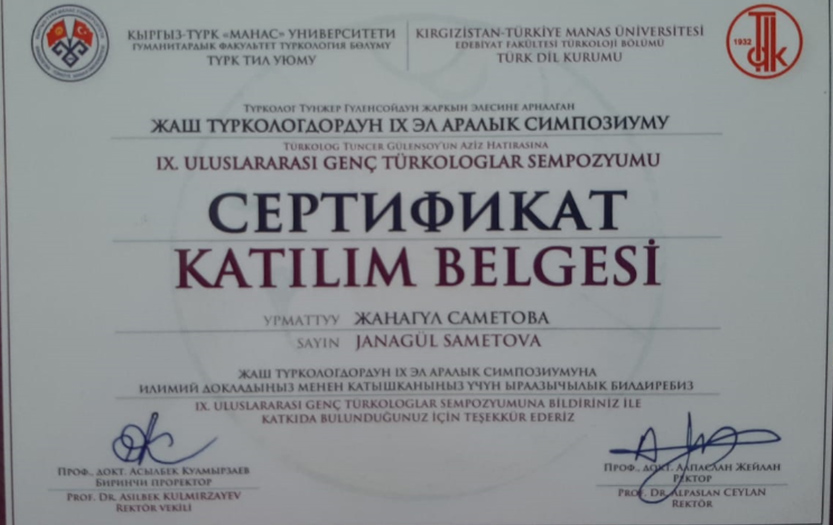 КЫРГЫЗ-ТҮРК «МАНАС» УНИВЕРСИТЕТИ
ГУМАНИТАРДЫК ФАКУЛЬТЕТ ТҮРКОЛОГИЯ БӨЛҮМҮ
ТҮРК ТИЛ УЮМУ
KIRGIZİSTAN-TÜRKİYE MANAS ÜNİVERSİTESİ
EDEBİYAT FAKÜLTESİ TÜRKOLOJİ BÖLÜMÜ
TÜRK DİL KURUMU
1932
ТҮРКОЛОГ ТУНЖЕР ГҮЛЕНСОЙДУН ЖАРКЫН ЭЛЕСИНЕ АРНАЛГАН
ЖАШ ТҮРКОЛОГДОРДУН IX ЭЛ АРАЛЫК СИМПОЗИУМУ
TÜRKOLOG TUNCER GÜLENSOY'UN AZİZ HATIRASINA
IX. ULUSLARARASI GENÇ TÜRKOLOGLAR SEMPOZYUMU
СЕРТИФИКАТ
KATILIM BELGESİ
УРМАТТУУ ЖАНАГҮЛ САМЕТОВА
SAYIN JANAGÜL SAMETOVA
ЖАШ ТҮРКОЛОГДОРДУН IX ЭЛ АРАЛЫК СИМПОЗИУМУНА
ИЛИМИЙ ДОКЛАДЫҢЫЗ МЕНЕН КАТЫШКАНЫҢЫЗ ҮЧҮН ЫРААЗЫЧЫЛЫК БИЛДИРЕБИЗ
IX. ULUSLARARASI GENÇ TÜRKOLOGLAR SEMPOZYUMUNA BİLDİRİNİZ İLE
KATKIDA BULUNDUĞUNUZ İÇİN TEŞEKKÜR EDERİZ
ПРОФ., ДОКТ. АСЫЛБЕК КУЛМЫРЗАЕВ
БИРИНЧИ ПРОРЕКТОР
PROF. DR. ASILBEK KULMIRZAYEV
REKTÖR VEKİLİ
ПРОФ., ДОКТ. АЛПАСЛАН ЖЕЙЛАН
РЕКТОР
PROF. DR. ALPASLAN CEYLAN
REKTÖR